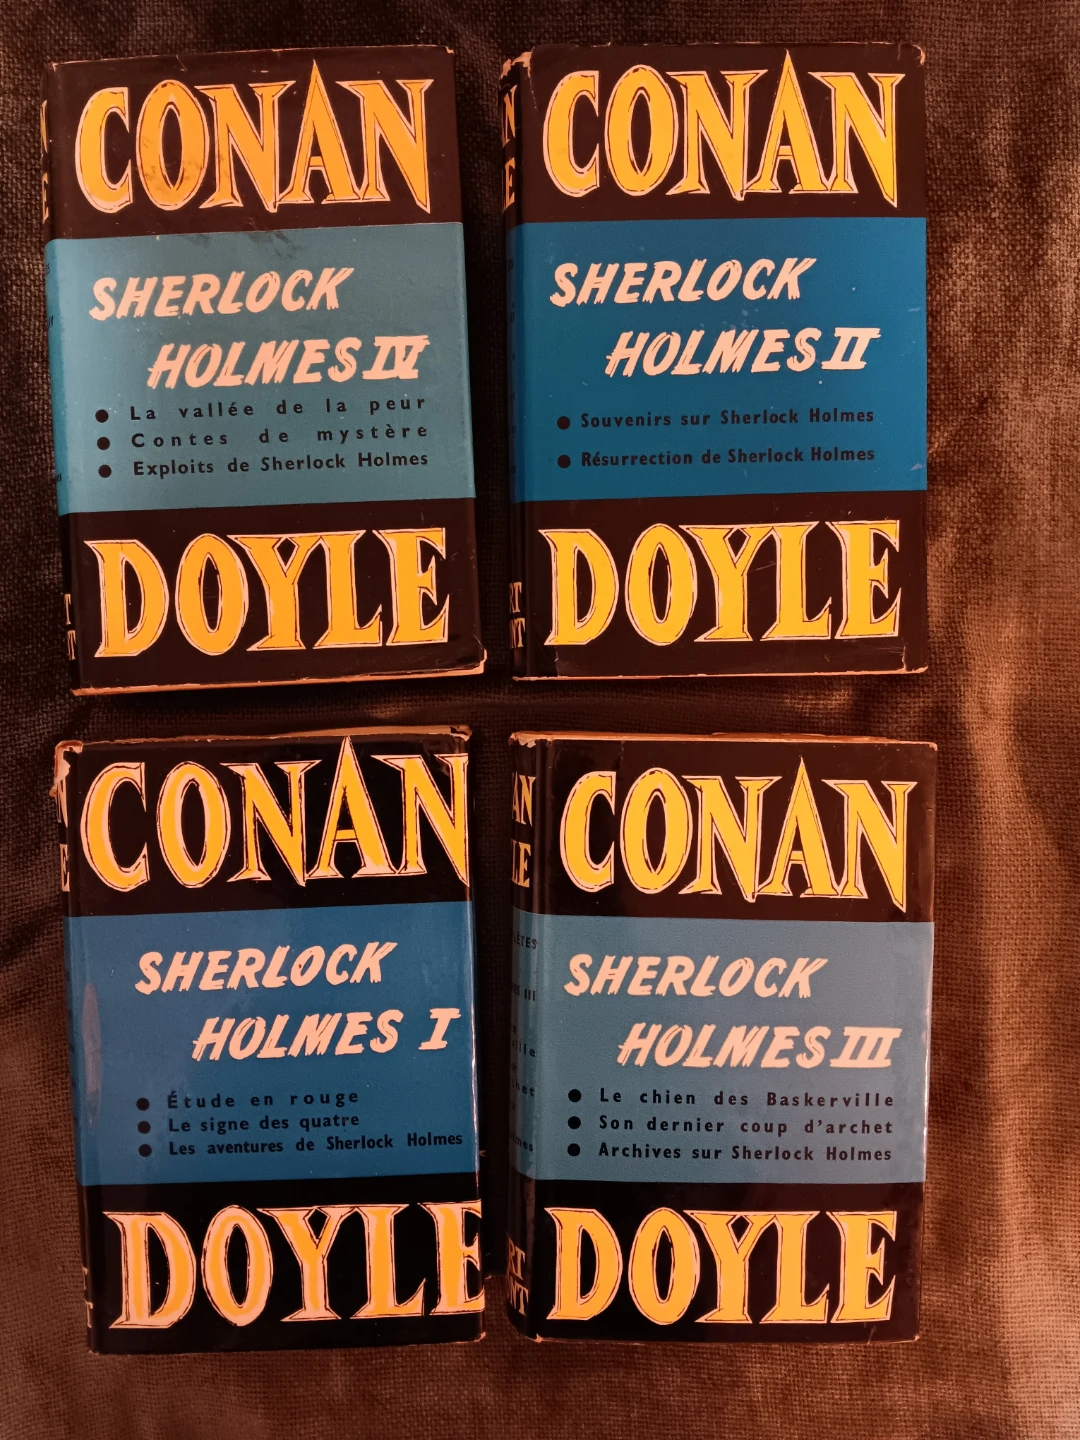 CONAN
SHERLOCK
HOLMES IV
● La vallée de la peur
● Contes de mystère
● Exploits de Sherlock Holmes
DOYLE
CONAN
SHERLOCK
HOLMES II
● Souvenirs sur Sherlock Holmes
● Résurrection de Sherlock Holmes
DOYLE
CONAN
SHERLOCK
HOLMES I
● Étude en rouge
● Le signe des quatre
● Les aventures de Sherlock Holmes
DOYLE
CONAN
SHERLOCK
HOLMES III
● Le chien des Baskerville
● Son dernier coup d'archet
● Archives sur Sherlock Holmes
DOYLE